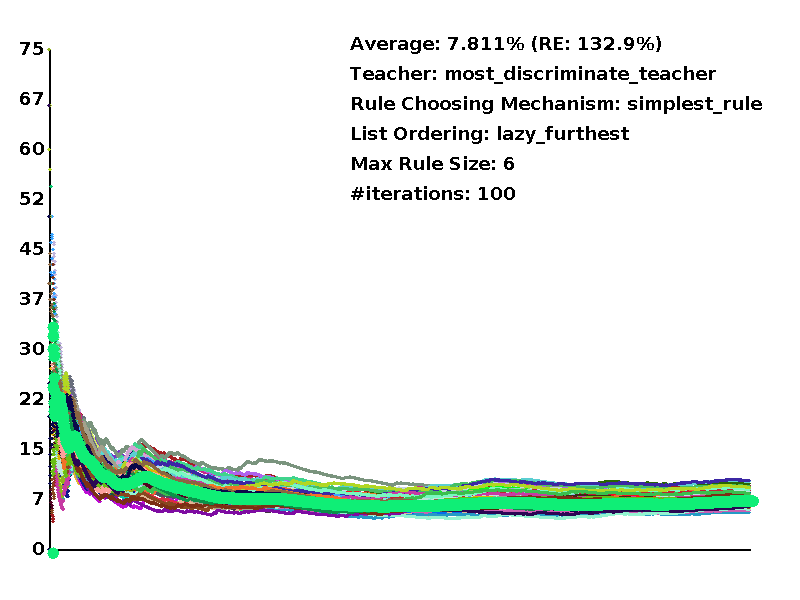 Average: 7.811% (RE: 132.9%)
Teacher: most_discriminate_teacher
Rule Choosing Mechanism: simplest_rule
List Ordering: lazy_furthest
Max Rule Size: 6
#iterations: 100
75
67
60
52
45
37
30
22
15
7
0